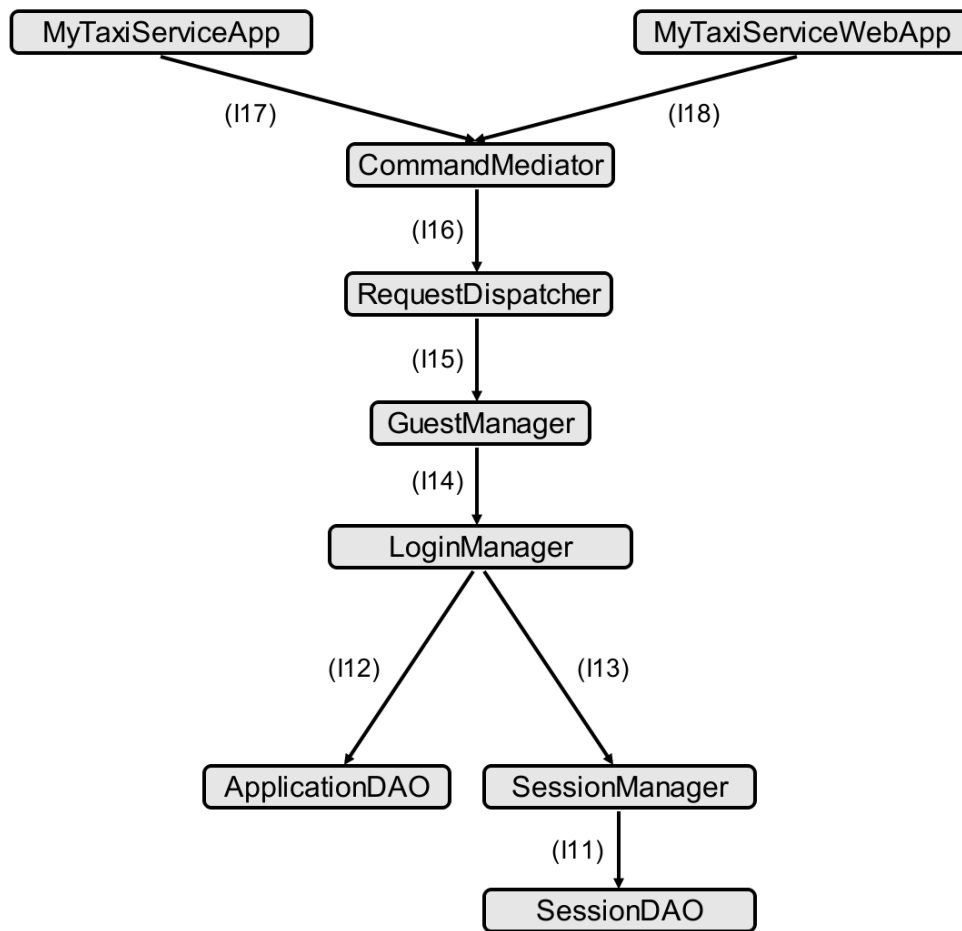 MyTaxiServiceApp
MyTaxiServiceWebApp
(I17)
(I18)
CommandMediator
(I16)
RequestDispatcher
(I15)
GuestManager
(I14)
LoginManager
(I12)
(I13)
ApplicationDAO
SessionManager
(I11)
SessionDAO